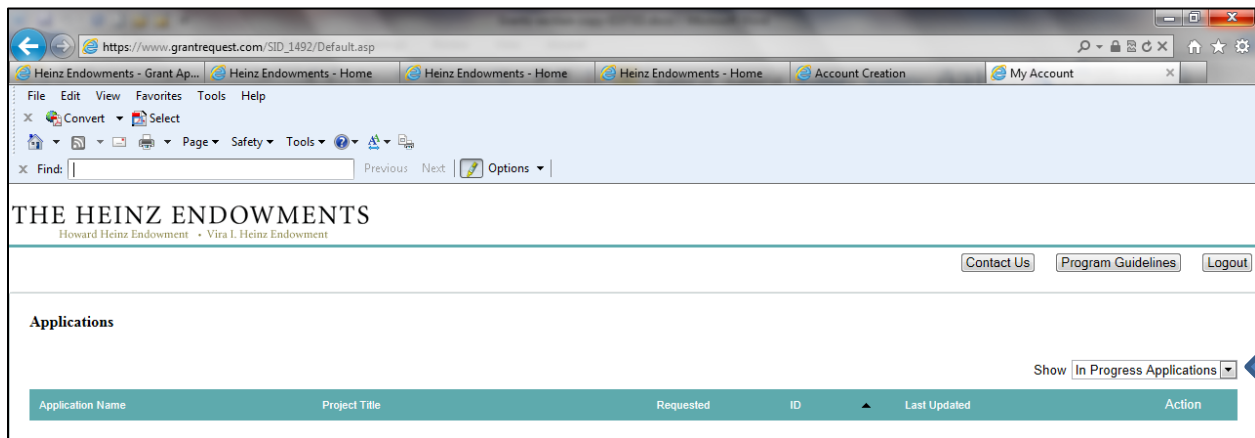 https://www.grantrequest.com/SID_1492/Default.asp
Heinz Endowments - Grant Ap... Heinz Endowments - Home Heinz Endowments - Home Heinz Endowments - Home Account Creation My Account
File Edit View Favorites Tools Help
Convert Select
Page Safety Tools
Find: Previous Next Options
THE HEINZ ENDOWMENTS
Howard Heinz Endowment • Vira I. Heinz Endowment
Contact Us Program Guidelines Logout
Applications
Show In Progress Applications
Application Name Project Title Requested ID Last Updated Action